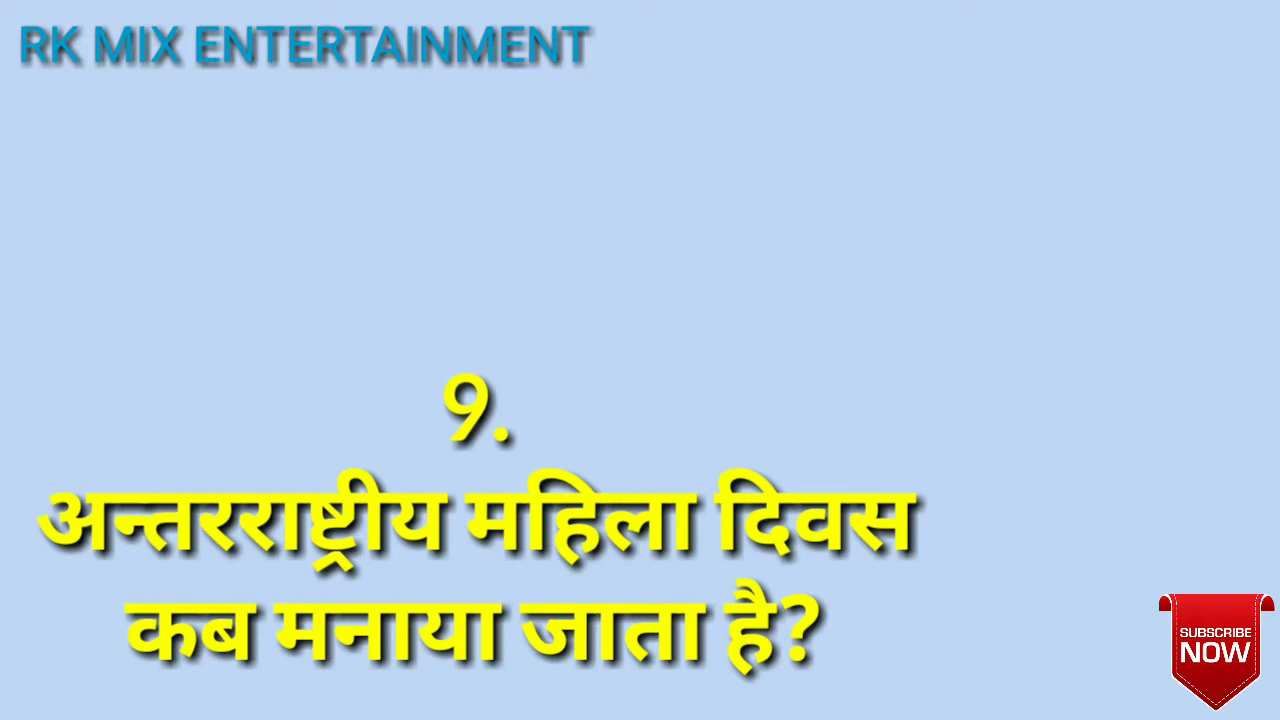 RK MIX ENTERTAINMENT
9.
अन्तरराष्ट्रीय महिला दिवस
कब मनाया जाता है?
SUBSCRIBE
NOW